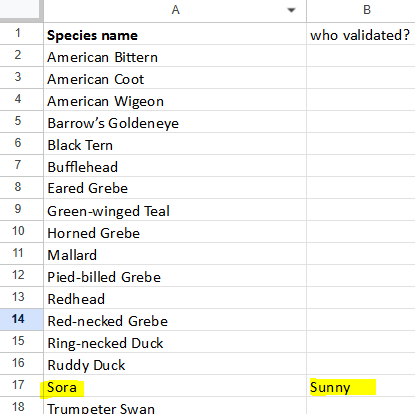 A B
1 Species name who validated?
2 American Bittern
3 American Coot
4 American Wigeon
5 Barrow’s Goldeneye
6 Black Tern
7 Bufflehead
8 Eared Grebe
9 Green-winged Teal
10 Horned Grebe
11 Mallard
12 Pied-billed Grebe
13 Redhead
14 Red-necked Grebe
15 Ring-necked Duck
16 Ruddy Duck
17 Sora Sunny
18 Trumpeter Swan